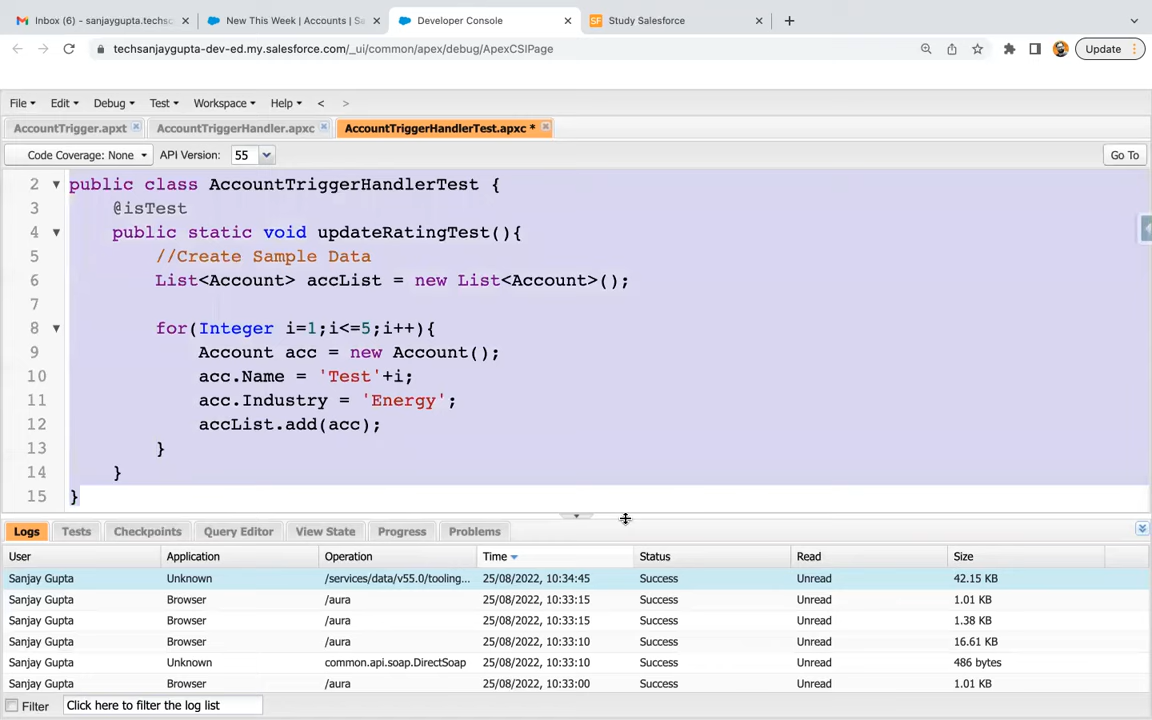 Inbox (6) - sanjaygupta.techsc
New This Week | Accounts | Sa
Developer Console
SF Study Salesforce
techsanjaygupta-dev-ed.my.salesforce.com/_ui/common/apex/debug/ApexCSIPage
Update
File Edit Debug Test Workspace Help < >
AccountTrigger.apxt
AccountTriggerHandler.apxc
AccountTriggerHandlerTest.apxc *
Code Coverage: None API Version: 55 Go To
2 public class AccountTriggerHandlerTest {
3 @isTest
4 public static void updateRatingTest(){
5 //Create Sample Data
6 List<Account> accList = new List<Account>();
7
8 for(Integer i=1;i<=5;i++){
9 Account acc = new Account();
10 acc.Name = 'Test'+i;
11 acc.Industry = 'Energy';
12 accList.add(acc);
13 }
14 }
15 }
Logs Tests Checkpoints Query Editor View State Progress Problems
User Application Operation Time Status Read Size
Sanjay Gupta Unknown /services/data/v55.0/tooling... 25/08/2022, 10:34:45 Success Unread 42.15 KB
Sanjay Gupta Browser /aura 25/08/2022, 10:33:15 Success Unread 1.01 KB
Sanjay Gupta Browser /aura 25/08/2022, 10:33:15 Success Unread 1.38 KB
Sanjay Gupta Browser /aura 25/08/2022, 10:33:10 Success Unread 16.61 KB
Sanjay Gupta Unknown common.api.soap.DirectSoap 25/08/2022, 10:33:10 Success Unread 486 bytes
Sanjay Gupta Browser /aura 25/08/2022, 10:33:00 Success Unread 1.01 KB
Filter Click here to filter the log list